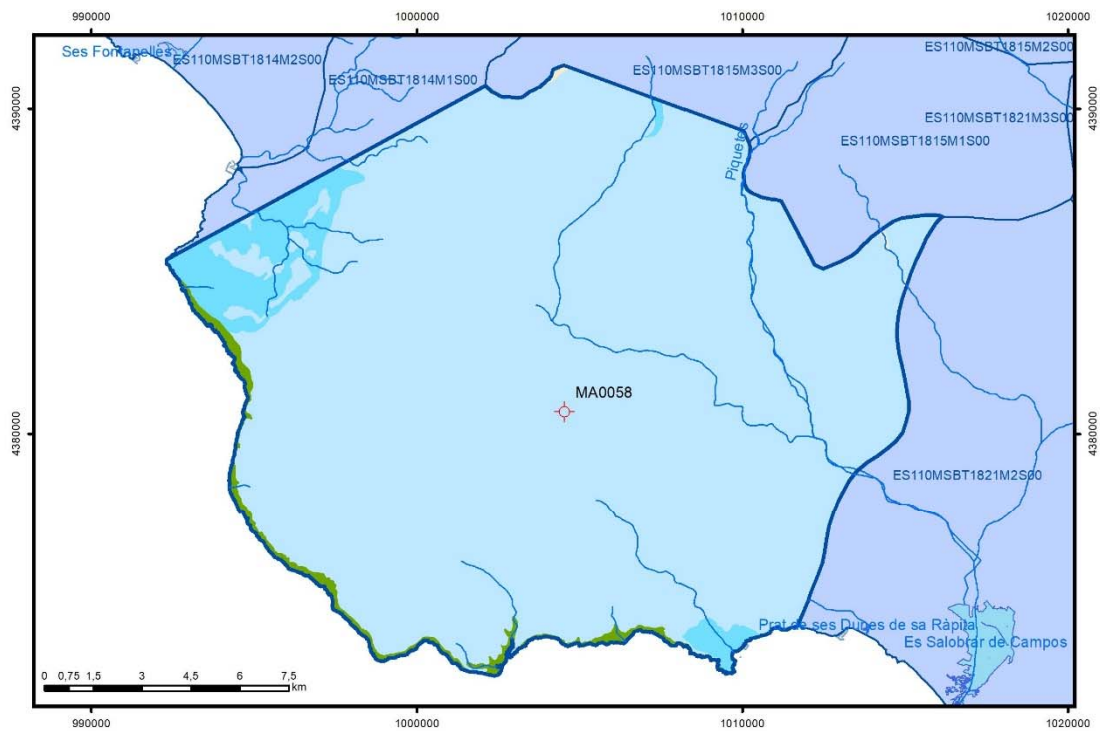 990000
1000000
1010000
1020000
Ses Fontanelles
ES110MSBT1814M2S00
ES110MSBT1814M1S00
ES110MSBT1815M3S00
ES110MSBT1815M2S00
ES110MSBT1821M3S00
ES110MSBT1815M1S00
4390000
4390000
Piquetes
MA0058
4380000
4380000
ES110MSBT1821M2S00
Prat de ses Dunes de sa Ràpita
Es Salobrar de Campos
0 0,75 1,5 3 4,5 6 7,5
km
990000
1000000
1010000
1020000